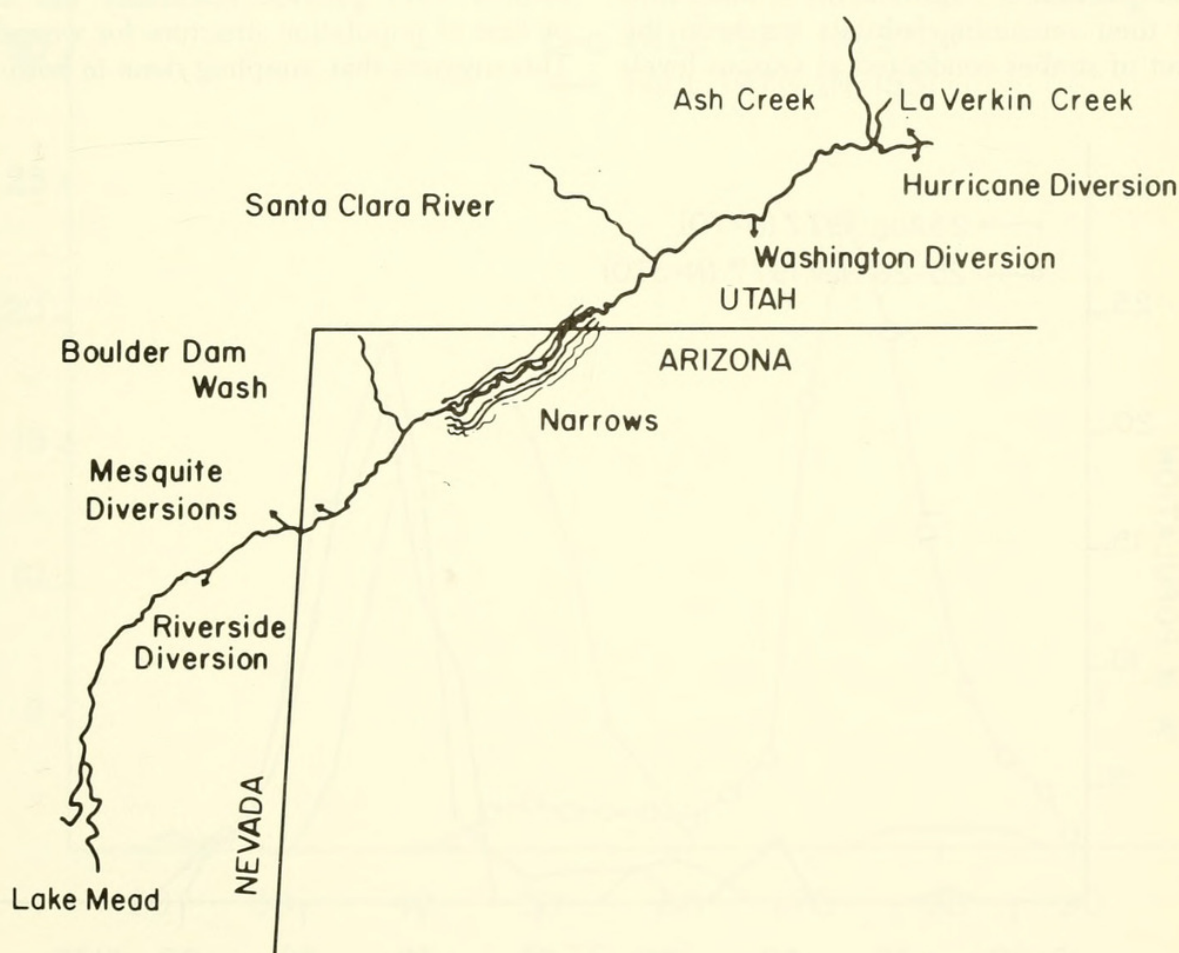 Ash Creek
LaVerkin Creek
Hurricane Diversion
Santa Clara River
Washington Diversion
UTAH
Boulder Dam
Wash
ARIZONA
Narrows
Mesquite
Diversions
Riverside
Diversion
NEVADA
Lake Mead